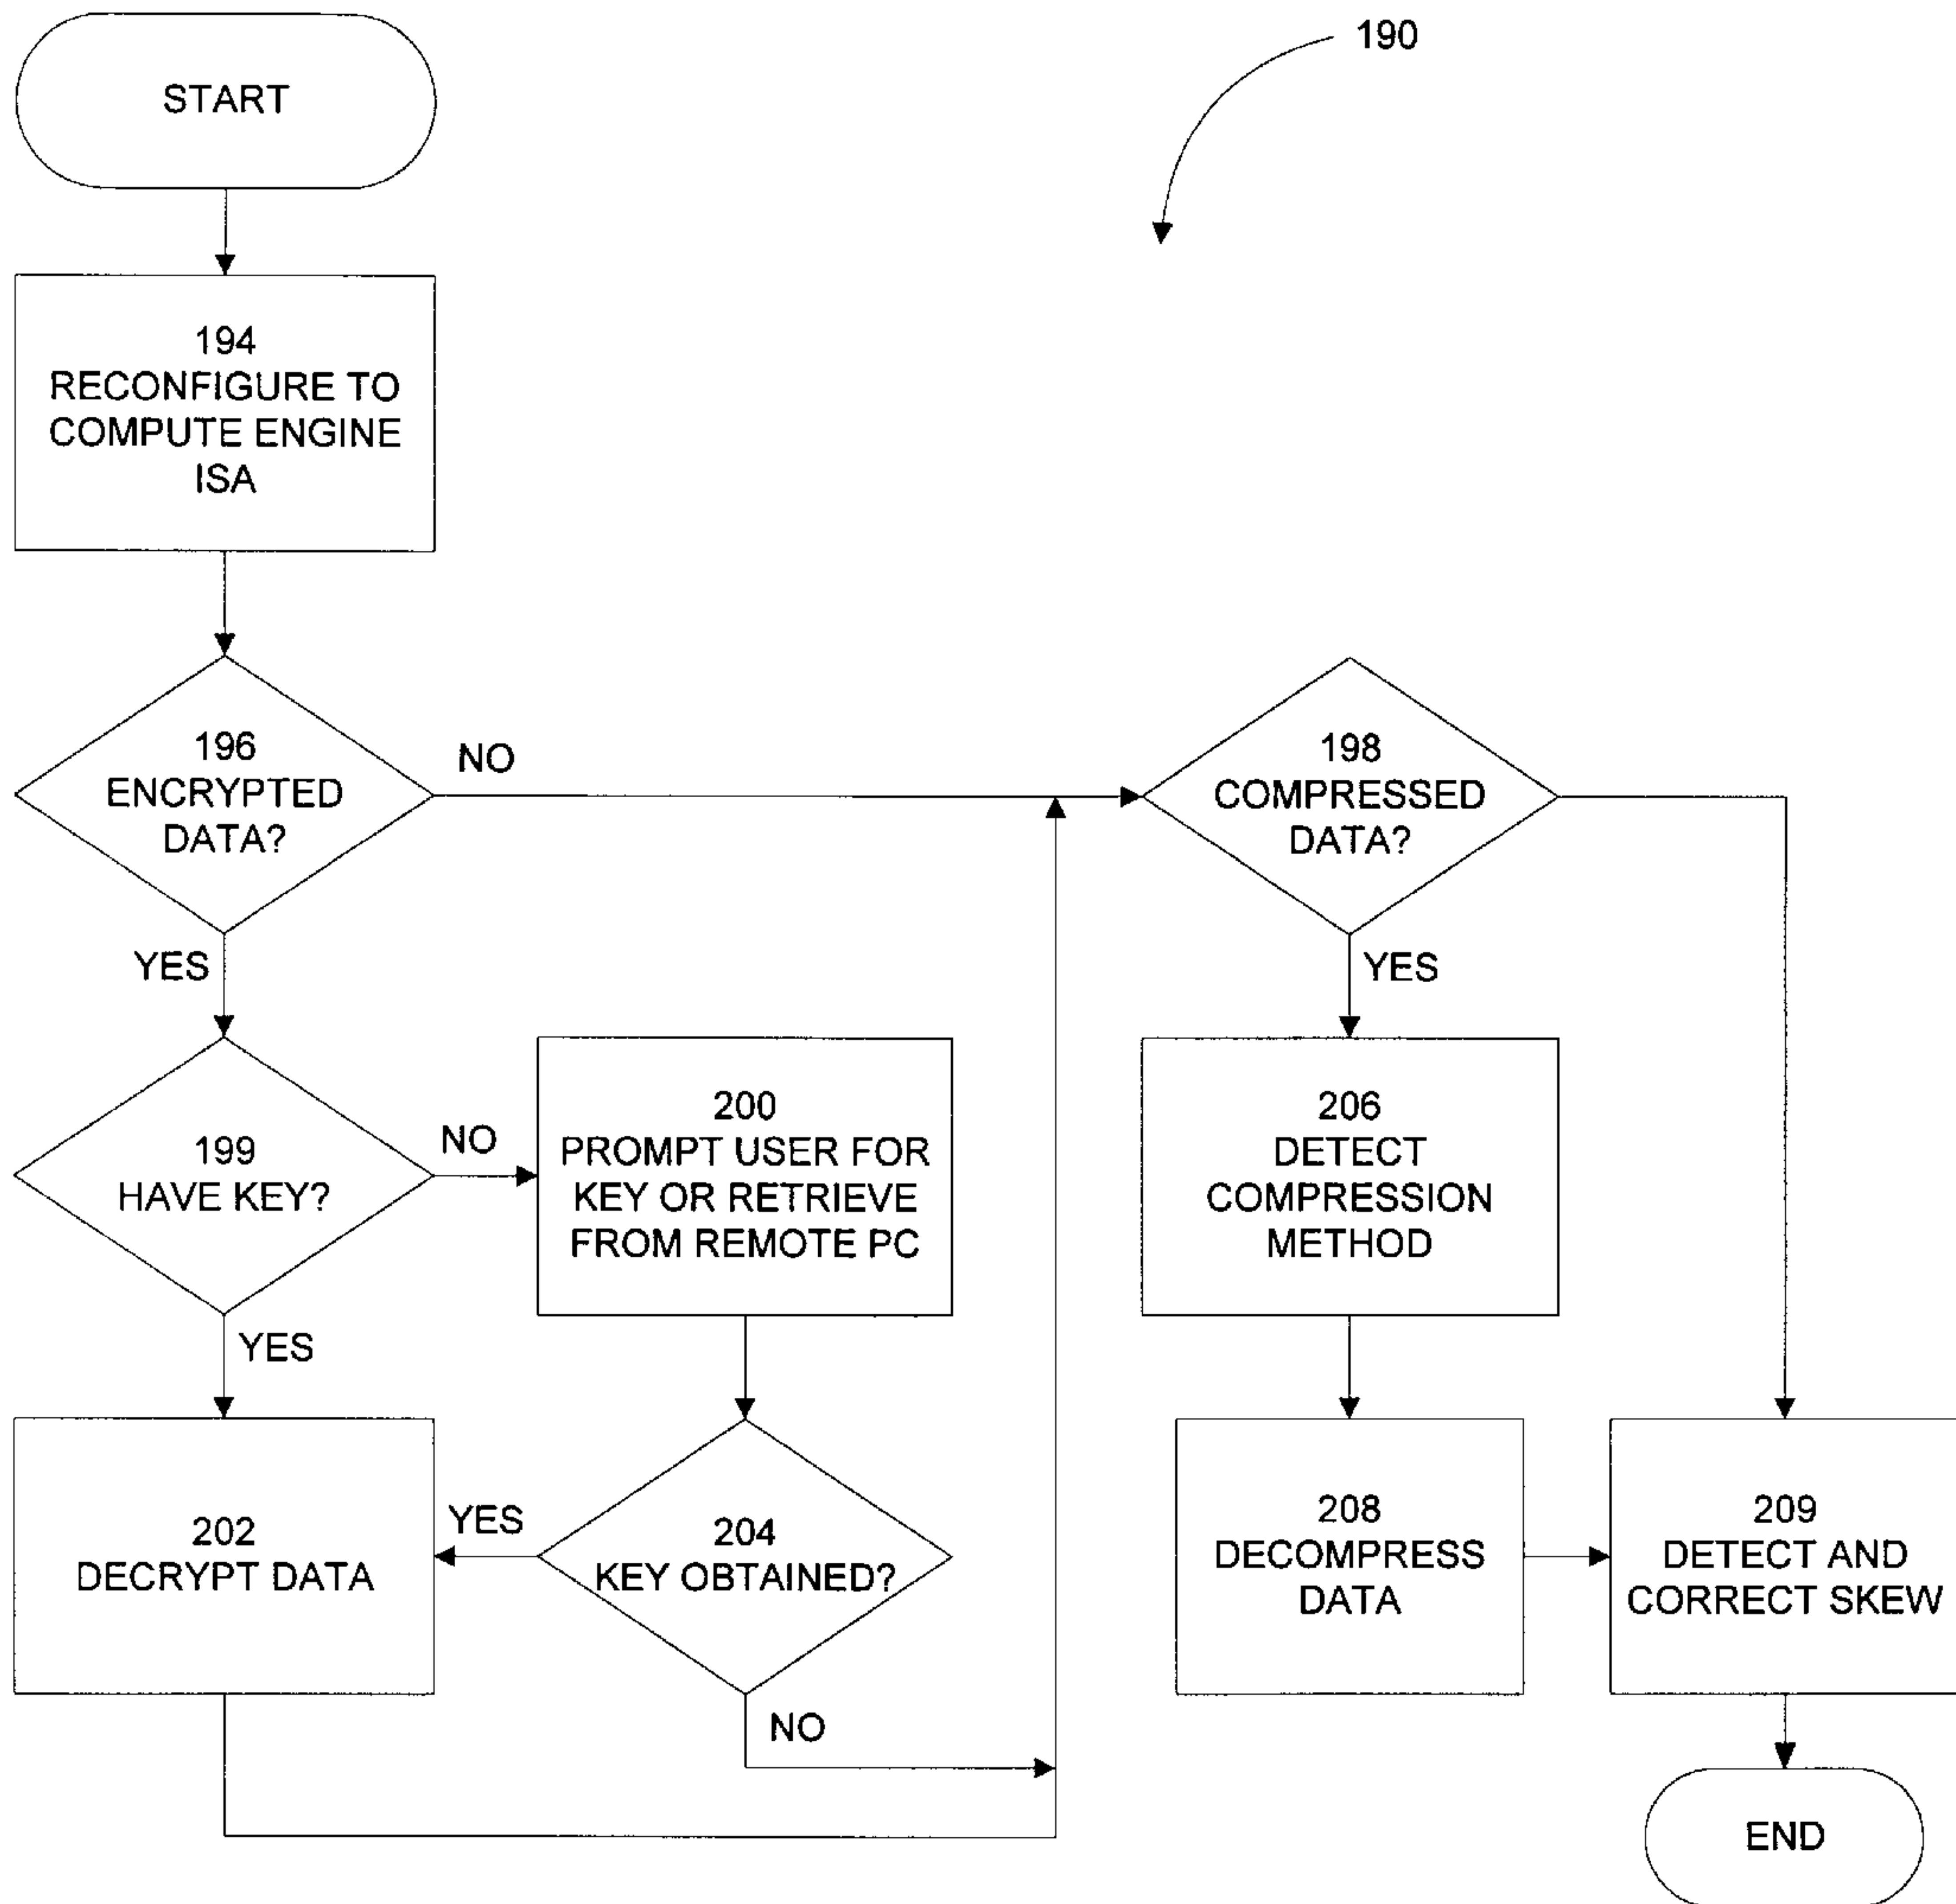 START
190
194
RECONFIGURE TO
COMPUTE ENGINE
ISA
196
ENCRYPTED
DATA?
NO
198
COMPRESSED
DATA?
YES
YES
199
HAVE KEY?
NO
200
PROMPT USER FOR
KEY OR RETRIEVE
FROM REMOTE PC
206
DETECT
COMPRESSION
METHOD
YES
202
DECRYPT DATA
YES
204
KEY OBTAINED?
208
DECOMPRESS
DATA
209
DETECT AND
CORRECT SKEW
NO
END